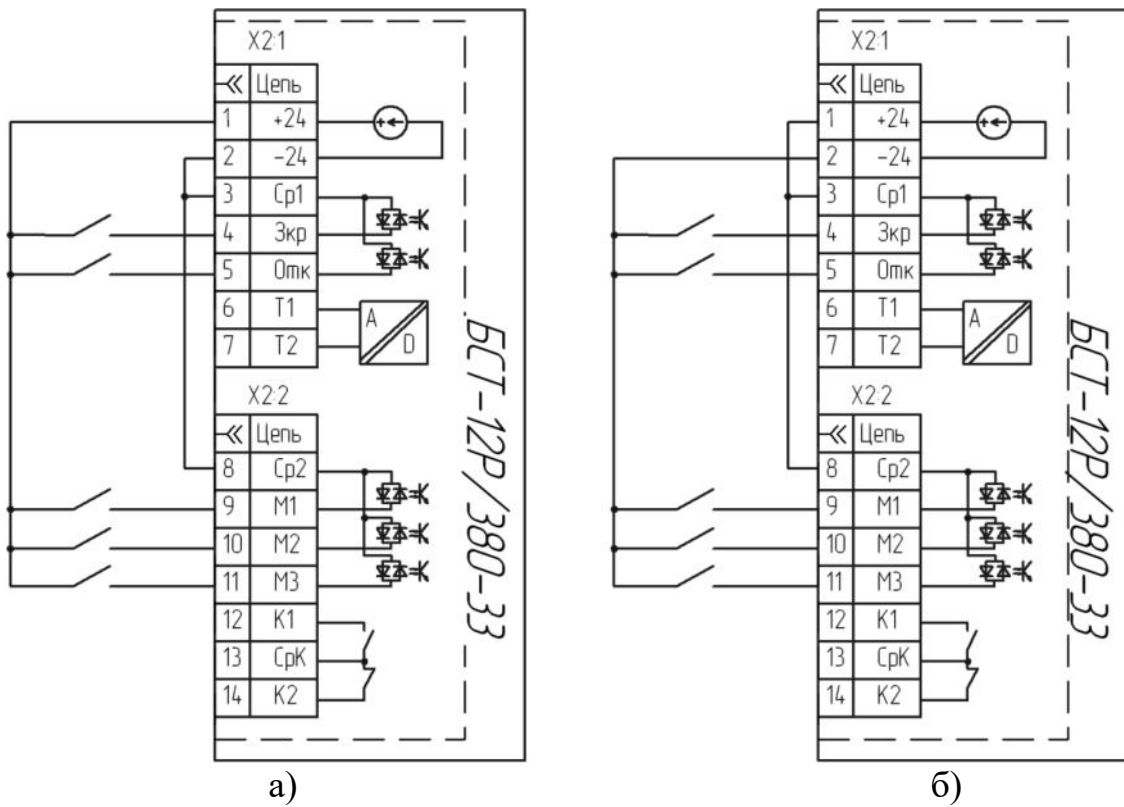 X2:1
Цепь
1 +24
2 -24
3 Ср1
4 Зкр
5 Отк
6 Т1
7 Т2
A
D
X2:2
Цепь
8 Ср2
9 М1
10 М2
11 М3
12 К1
13 СрК
14 К2
БСТ-12Р/380-33
а)
X2:1
Цепь
1 +24
2 -24
3 Ср1
4 Зкр
5 Отк
6 Т1
7 Т2
A
D
X2:2
Цепь
8 Ср2
9 М1
10 М2
11 М3
12 К1
13 СрК
14 К2
БСТ-12Р/380-33
б)